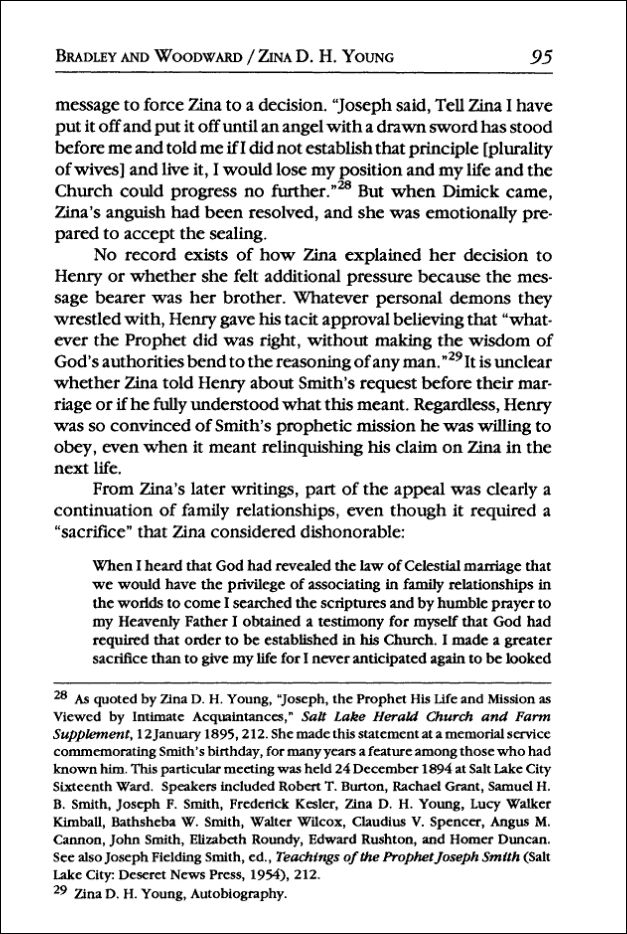 BRADLEY AND WOODWARD / ZINA D. H. YOUNG 95
message to force Zina to a decision. "Joseph said, Tell Zina I have
put it off and put it off until an angel with a drawn sword has stood
before me and told me if I did not establish that principle [plurality
of wives] and live it, I would lose my position and my life and the
Church could progress no further."28 But when Dimick came,
Zina's anguish had been resolved, and she was emotionally pre-
pared to accept the sealing.
No record exists of how Zina explained her decision to
Henry or whether she felt additional pressure because the mes-
sage bearer was her brother. Whatever personal demons they
wrestled with, Henry gave his tacit approval believing that "what-
ever the Prophet did was right, without making the wisdom of
God's authorities bend to the reasoning of any man."29 It is unclear
whether Zina told Henry about Smith's request before their mar-
riage or if he fully understood what this meant. Regardless, Henry
was so convinced of Smith's prophetic mission he was willing to
obey, even when it meant relinquishing his claim on Zina in the
next life.
From Zina's later writings, part of the appeal was clearly a
continuation of family relationships, even though it required a
"sacrifice" that Zina considered dishonorable:
When I heard that God had revealed the law of Celestial marriage that
we would have the privilege of associating in family relationships in
the worlds to come I searched the scriptures and by humble prayer to
my Heavenly Father I obtained a testimony for myself that God had
required that order to be established in his Church. I made a greater
sacrifice than to give my life for I never anticipated again to be looked
28 As quoted by Zina D. H. Young, "Joseph, the Prophet His Life and Mission as
Viewed by Intimate Acquaintances," Salt Lake Herald Church and Farm
Supplement, 12 January 1895, 212. She made this statement at a memorial service
commemorating Smith's birthday, for many years a feature among those who had
known him. This particular meeting was held 24 December 1894 at Salt Lake City
Sixteenth Ward. Speakers included Robert T. Burton, Rachael Grant, Samuel H.
B. Smith, Joseph F. Smith, Frederick Kesler, Zina D. H. Young, Lucy Walker
Kimball, Bathsheba W. Smith, Walter Wilcox, Claudius V. Spencer, Angus M.
Cannon, John Smith, Elizabeth Roundy, Edward Rushton, and Homer Duncan.
See also Joseph Fielding Smith, ed., Teachings of the Prophet Joseph Smith (Salt
Lake City: Deseret News Press, 1954), 212.
29 Zina D. H. Young, Autobiography.